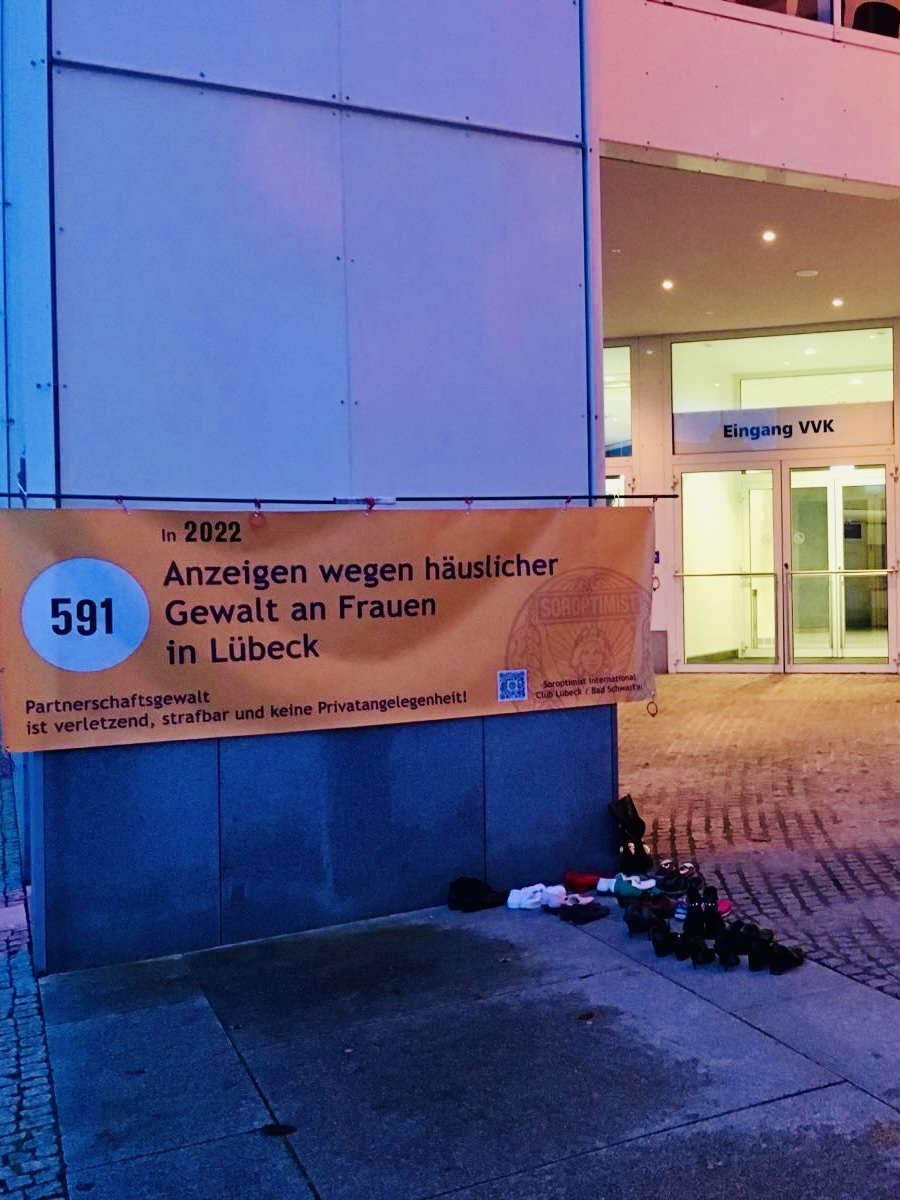 Eingang VVK
In 2022
591
Anzeigen wegen häuslicher
Gewalt an Frauen
in Lübeck
SOROPTIMIST
Partnerschaftsgewalt
ist verletzend, strafbar und keine Privatangelegenheit!
Soroptimist International
Club Lübeck / Bad Schwartau